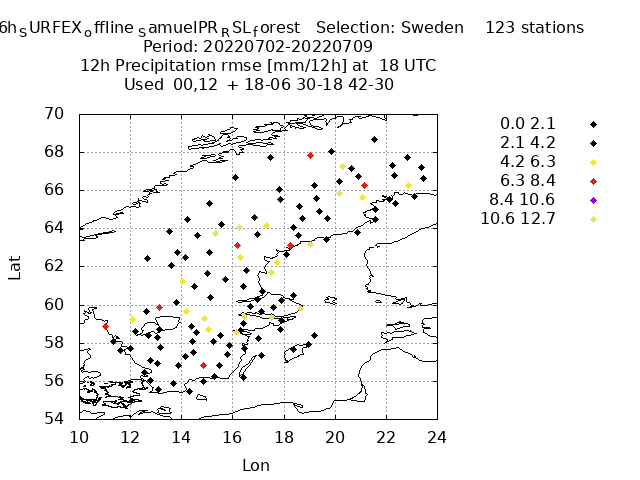 6hSURFEXoffline SamuelPRRSLforest   Selection: Sweden    123 stations
Period: 20220702-20220709
12h Precipitation rmse [mm/12h] at  18 UTC
Used  00,12  + 18-06 30-18 42-30
70
68
66
64
62
60
58
56
54
Lat
10 12 14 16 18 20 22 24
Lon
0.0 2.1
2.1 4.2
4.2 6.3
6.3 8.4
8.4 10.6
10.6 12.7